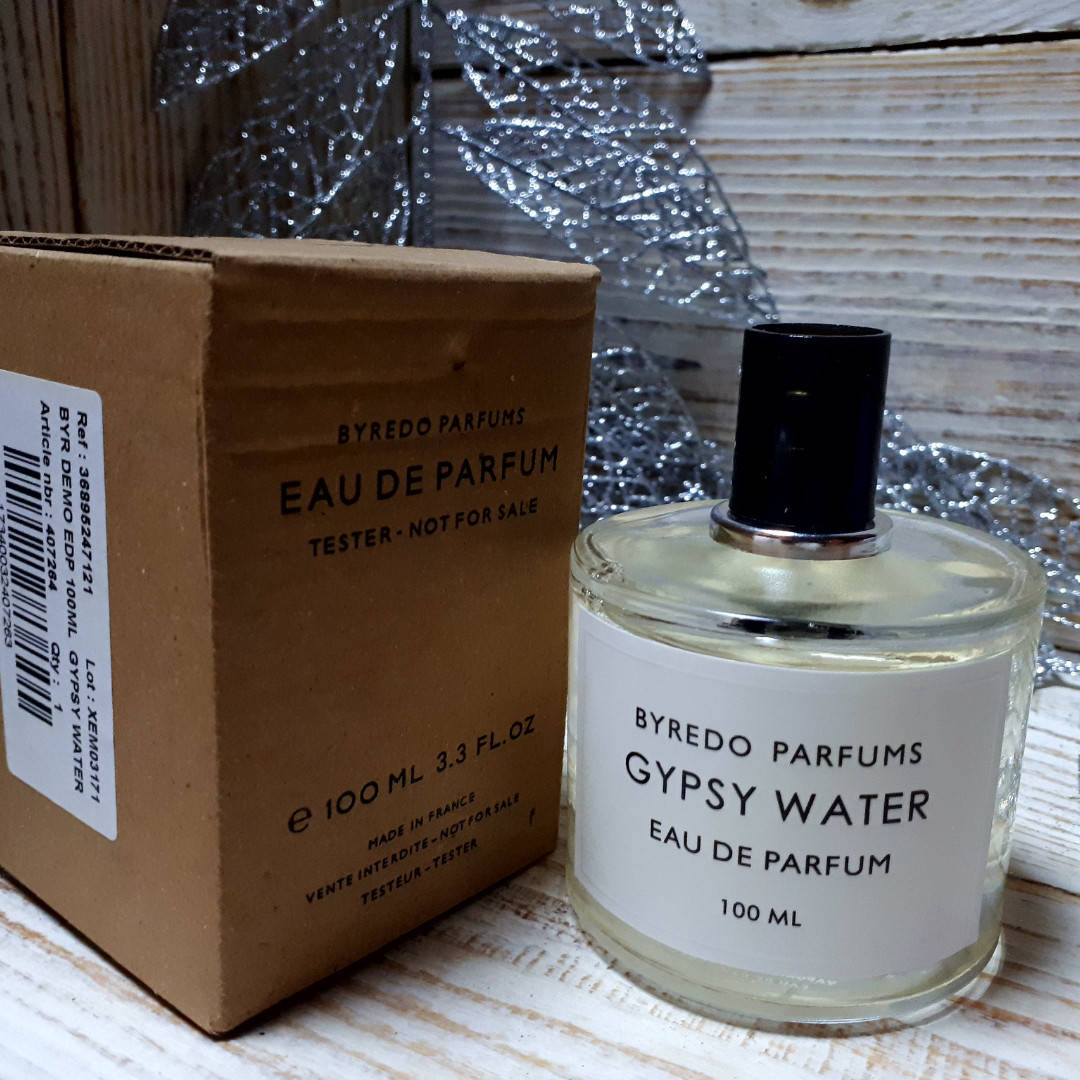 Ref : 36895247121 Lot : XEM03171
BYR DEMO EDP 100ML GYPSY WATER
Article nbr : 407264 Qty : 1
BYREDO PARFUMS
EAU DE PARFUM
TESTER - NOT FOR SALE
e 100 ML 3.3 FL.OZ
MADE IN FRANCE
VENTE INTERDITE - NOT FOR SALE
TESTEUR - TESTER
BYREDO PARFUMS
GYPSY WATER
EAU DE PARFUM
100 ML